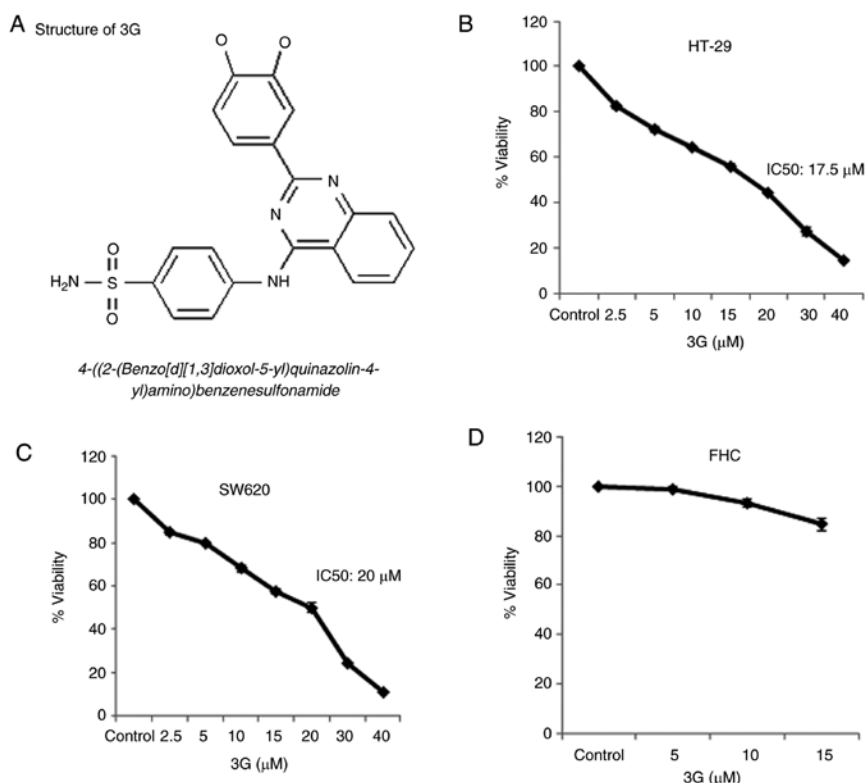 A
Structure of 3G
O
O
N
N
NH
O
H₂N
S
O
4-((2-(Benzo[d][1,3]dioxol-5-yl)quinazolin-4-
yl)amino)benzenesulfonamide
B
HT-29
% Viability
120
100
80
60
40
20
0
IC50: 17.5 μM
Control 2.5 5 10 15 20 30 40
3G (μM)
C
SW620
% Viability
120
100
80
60
40
20
0
IC50: 20 μM
Control 2.5 5 10 15 20 30 40
3G (μM)
D
FHC
% Viability
120
100
80
60
40
20
0
Control 5 10 15
3G (μM)